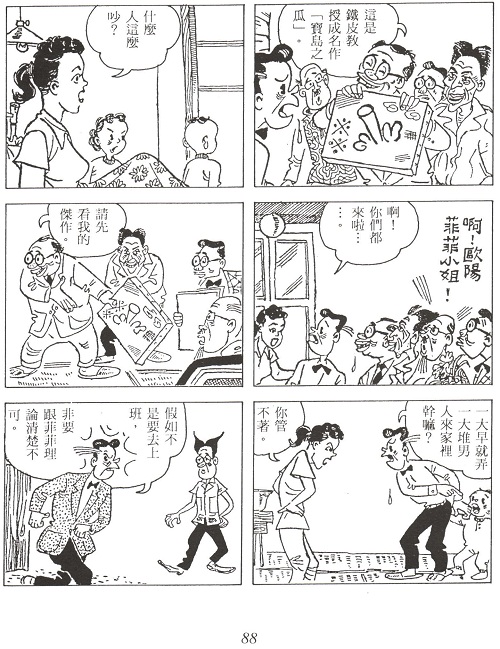 這是
鐵皮教
授成名作
「寶島之
瓜」。
什麼
人這麼
吵？
啊！歐陽
菲菲小姐！
啊！
你們都
來啦…
…。
請先
看我的
傑作。
一大早就弄
一大堆男
人來家裡
幹嘛？
你管
不著。
假如不
是要去上
班，
非要
跟菲菲理
論清楚不
可。
88